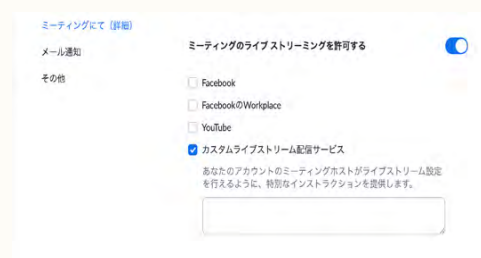 ミーティングにて (詳細)
メール通知
その他
ミーティングのライブ ストリーミングを許可する
Facebook
FacebookのWorkplace
YouTube
カスタムライブストリーム配信サービス
あなたのアカウントのミーティングホストがライブストリーム設定
を行えるように、特別なインストラクションを提供します。